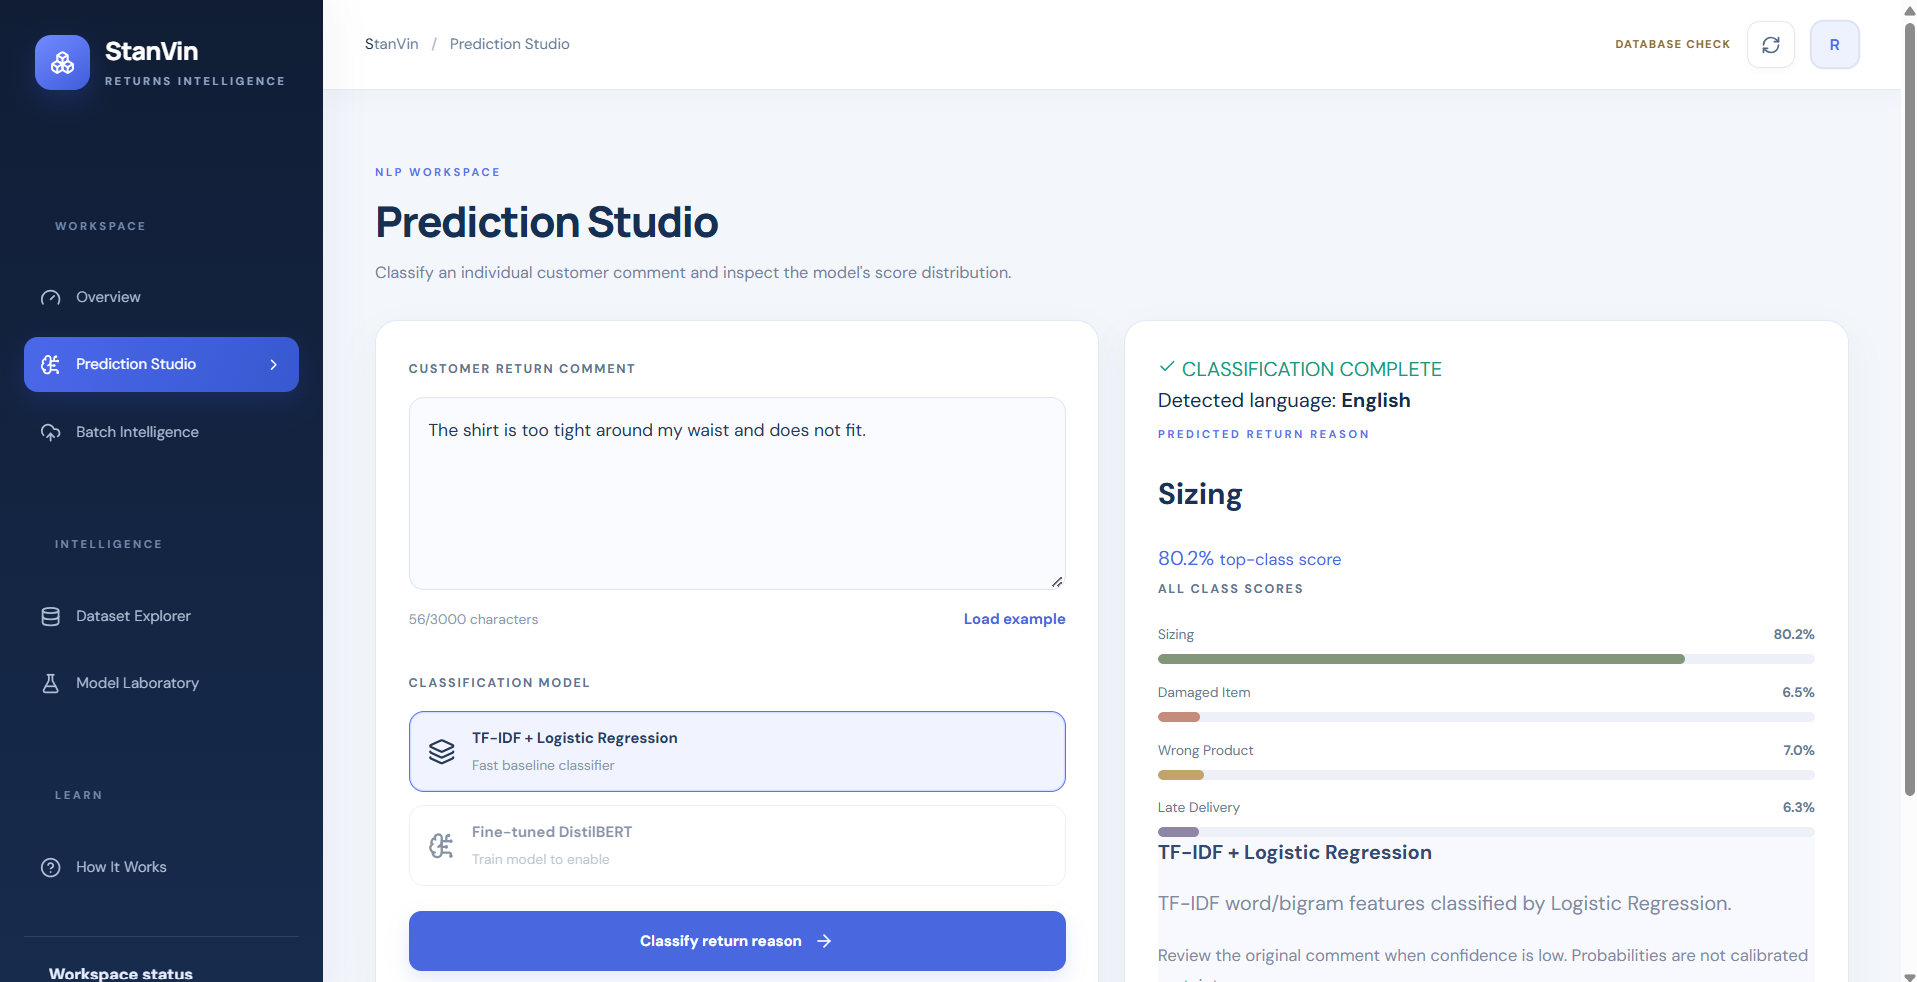 StanVin
RETURNS INTELLIGENCE
WORKSPACE
Overview
Prediction Studio
Batch Intelligence
INTELLIGENCE
Dataset Explorer
Model Laboratory
LEARN
How It Works
Workspace status
StanVin / Prediction Studio
DATABASE CHECK
R
NLP WORKSPACE
Prediction Studio
Classify an individual customer comment and inspect the model's score distribution.
CUSTOMER RETURN COMMENT
The shirt is too tight around my waist and does not fit.
56/3000 characters
Load example
CLASSIFICATION MODEL
TF-IDF + Logistic Regression
Fast baseline classifier
Fine-tuned DistilBERT
Train model to enable
Classify return reason →
✓ CLASSIFICATION COMPLETE
Detected language: English
PREDICTED RETURN REASON
Sizing
80.2% top-class score
ALL CLASS SCORES
Sizing 80.2%
Damaged Item 6.5%
Wrong Product 7.0%
Late Delivery 6.3%
TF-IDF + Logistic Regression
TF-IDF word/bigram features classified by Logistic Regression.
Review the original comment when confidence is low. Probabilities are not calibrated